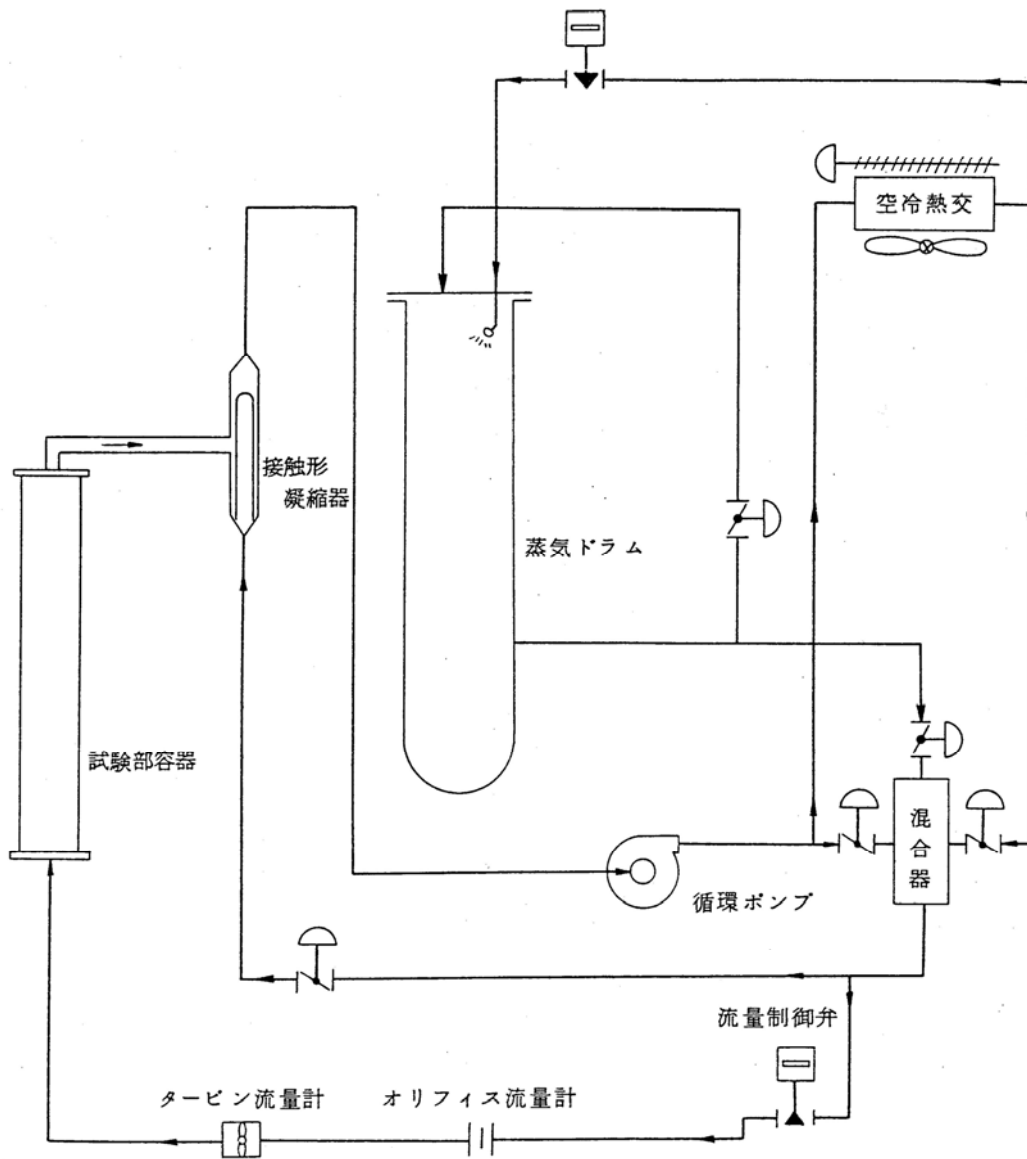 空冷熱交
接触形
凝縮器
蒸気ドラム
試験部容器
混
合
器
循環ポンプ
流量制御弁
タービン流量計
オリフィス流量計